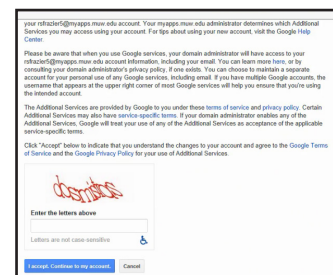 your rsfrazier5@myapps.muw.edu account. Your myapps.muw.edu administrator determines which Additional
Services you may access using your account. For tips about using your new account, visit the Google Help
Center.
Please be aware that when you use Google services, your domain administrator will have access to your
rsfrazier5@myapps.muw.edu account information, including your email. You can learn more here, or by
consulting your domain administrator's privacy policy, if one exists. You can choose to maintain a separate
account for your personal use of any Google services, including email. If you have multiple Google accounts, the
username that appears at the upper right corner of most Google services will help you ensure that you're using
the intended account.
The Additional Services are provided by Google to you under these terms of service and privacy policy. Certain
Additional Services may also have service-specific terms. If your domain administrator enables any of the
Additional Services, Google will treat your use of any of the Additional Services as acceptance of the applicable
service-specific terms.
Click "Accept" below to indicate that you understand the changes to your account and agree to the Google Terms
of Service and the Google Privacy Policy for your use of Additional Services.
Enter the letters above
Letters are not case-sensitive
I accept. Continue to my account.
Cancel